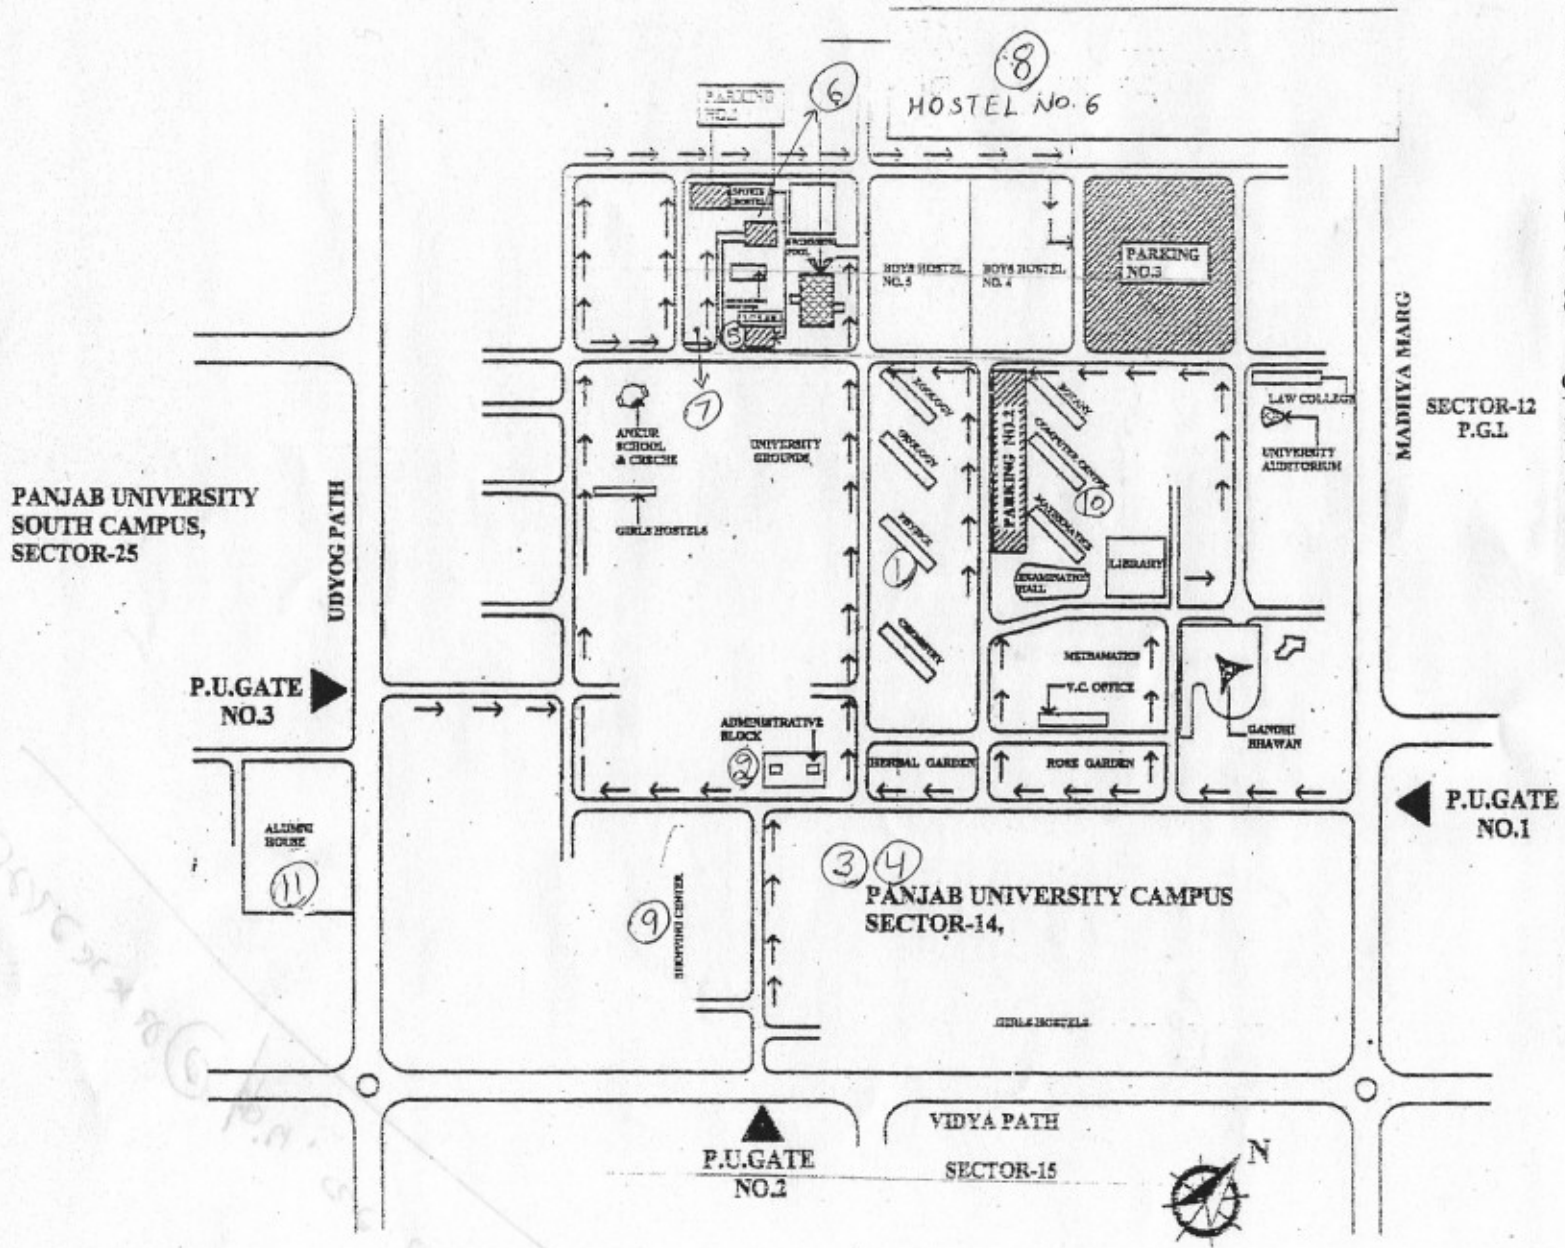 8
HOSTEL NO. 6
PARKING
6
SPORTS
HOSTEL
SWIMMING
POOL
5
7
BOYS HOSTEL
NO. 5
BOYS HOSTEL
NO. 4
PARKING
NO.3
MADHYA MARG
SECTOR-12
P.G.I.
LAW COLLEGE
UNIVERSITY
AUDITORIUM
ANKUR
SCHOOL
& CRECHE
UNIVERSITY
GROUNDS
GIRLS HOSTELS
ZOOLOGY
GEOLOGY
PHYSICS
1
CHEMISTRY
PARKING NO.2
BOTANY
COMPUTER CENTRE
10
MATHEMATICS
EXAMINATION
HALL
LIBRARY
PANJAB UNIVERSITY
SOUTH CAMPUS,
SECTOR-25
UDYOG PATH
P.U.GATE
NO.3
METHAMATICS
V.C. OFFICE
GANDHI
BHAWAN
ADMINISTRATIVE
BLOCK
2
HERBAL GARDEN
ROSE GARDEN
P.U.GATE
NO.1
ALUMNI
HOUSE
11
9
SHOPPING CENTER
3 4
PANJAB UNIVERSITY CAMPUS
SECTOR-14,
GIRLS HOSTELS
VIDYA PATH
P.U.GATE
NO.2
SECTOR-15
N